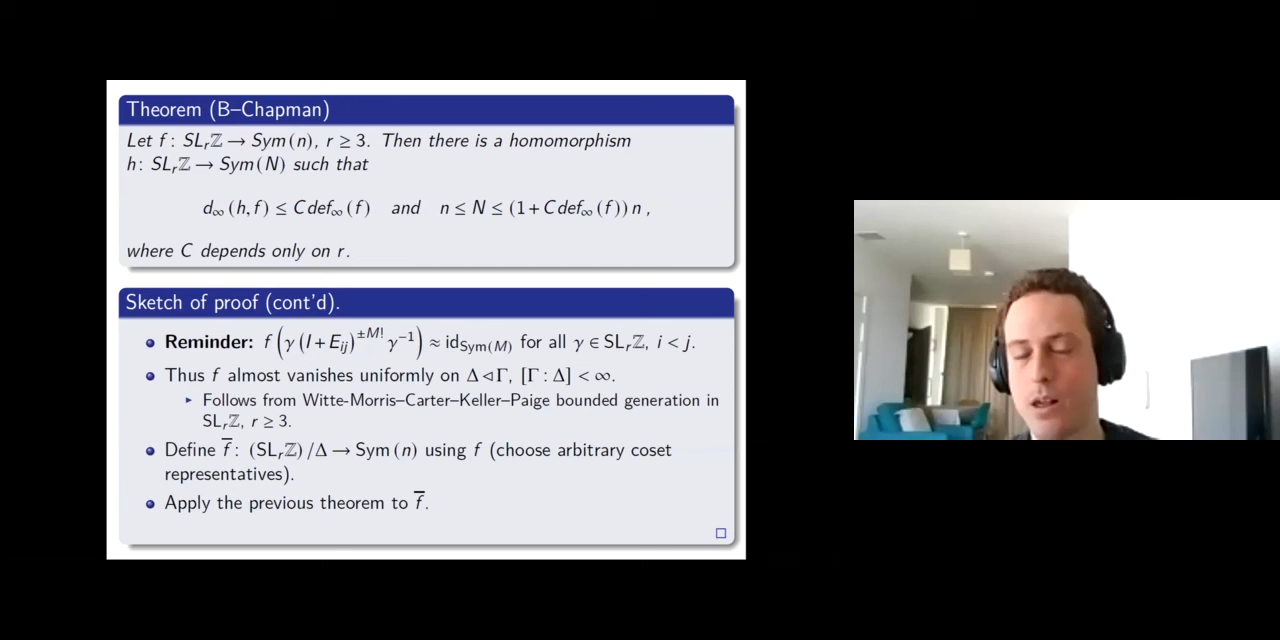 Theorem (B–Chapman)
Let f : SL_rℤ → Sym(n), r ≥ 3. Then there is a homomorphism
h : SL_rℤ → Sym(N) such that
d_∞(h, f) ≤ C def_∞(f) and n ≤ N ≤ (1 + C def_∞(f)) n,
where C depends only on r.
Sketch of proof (cont'd).
Reminder: f(γ(I + E_ij)^{±M!} γ^{−1}) ≈ id_{Sym(M)} for all γ ∈ SL_rℤ, i < j.
Thus f almost vanishes uniformly on Δ ◁ Γ, [Γ : Δ] < ∞.
Follows from Witte-Morris–Carter–Keller–Paige bounded generation in
SL_rℤ, r ≥ 3.
Define f̅ : (SL_rℤ)/Δ → Sym(n) using f (choose arbitrary coset
representatives).
Apply the previous theorem to f̅.